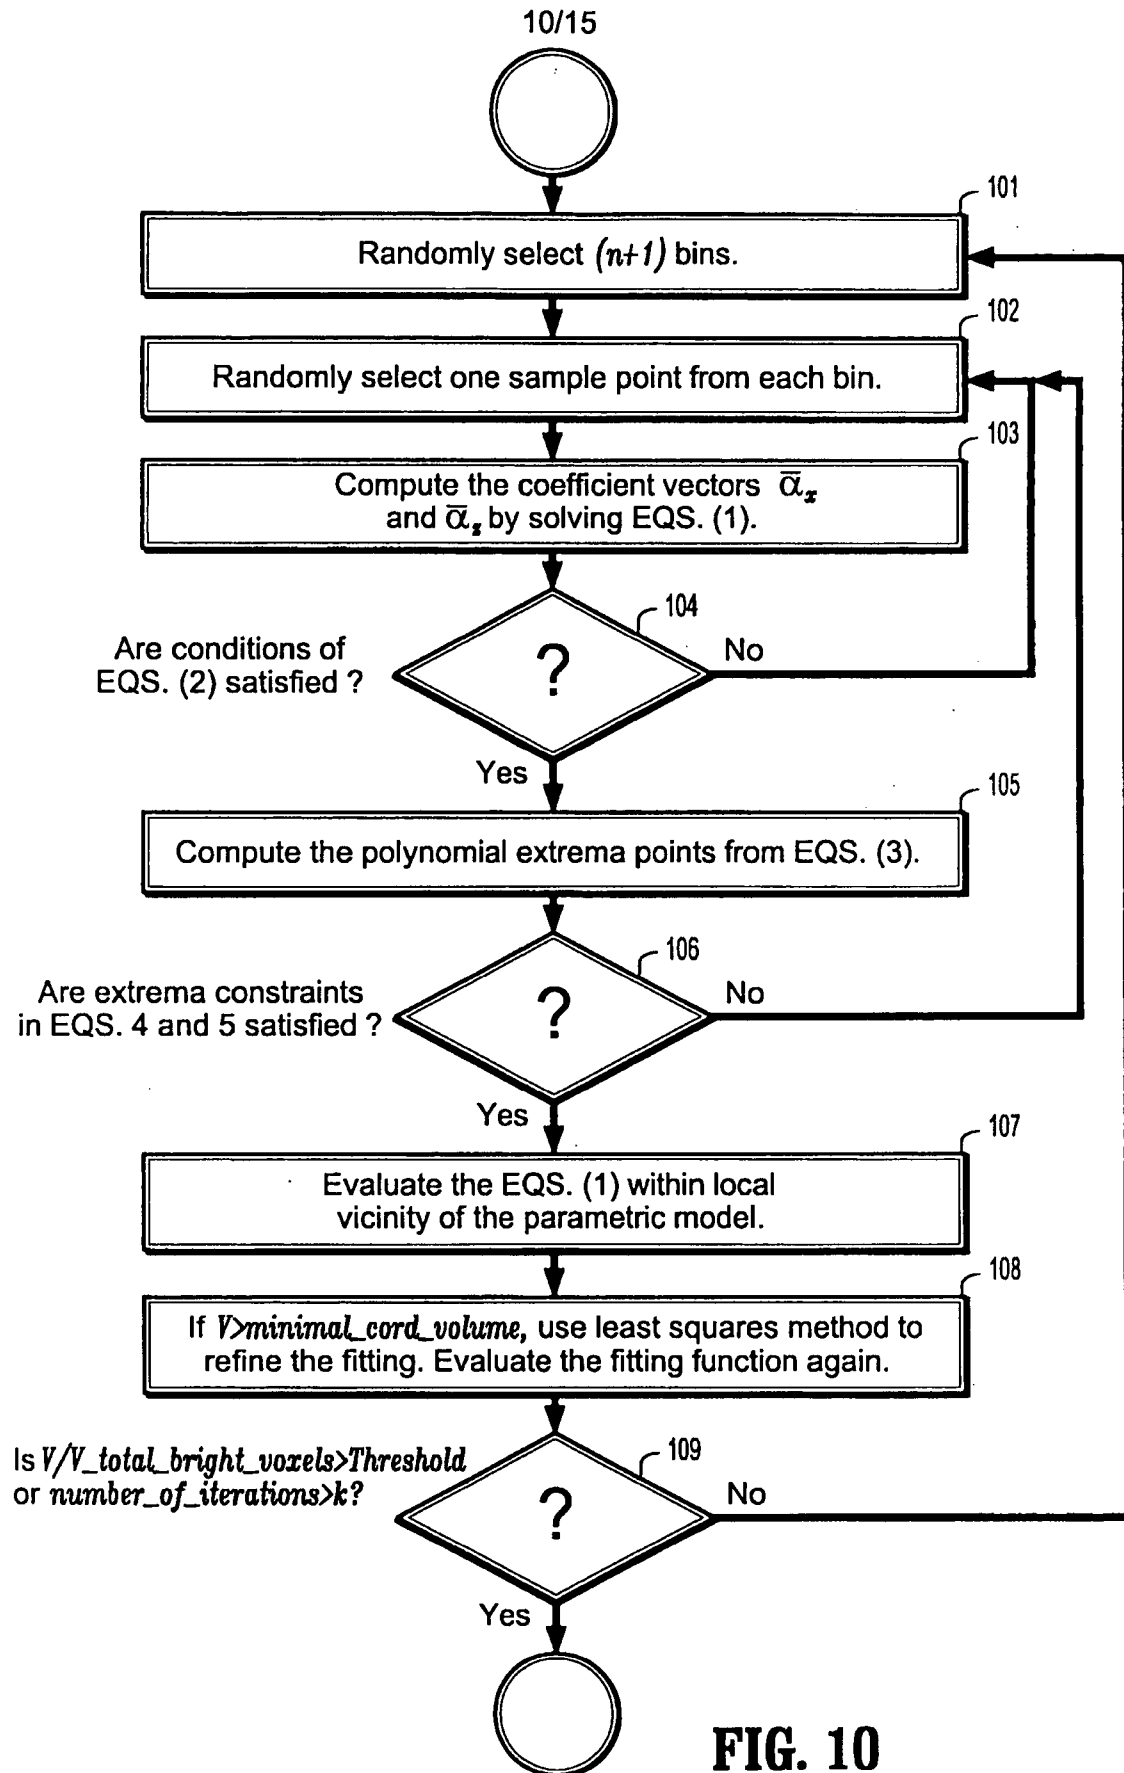 10/15
101
Randomly select (n+1) bins.
102
Randomly select one sample point from each bin.
103
Compute the coefficient vectors ᾱx
and ᾱz by solving EQS. (1).
104
?
Are conditions of
EQS. (2) satisfied ?
No
Yes
105
Compute the polynomial extrema points from EQS. (3).
106
?
Are extrema constraints
in EQS. 4 and 5 satisfied ?
No
Yes
107
Evaluate the EQS. (1) within local
vicinity of the parametric model.
108
If V>minimal_cord_volume, use least squares method to
refine the fitting. Evaluate the fitting function again.
109
Is V/V_total_bright_voxels>Threshold
or number_of_iterations>k?
?
No
Yes
FIG. 10